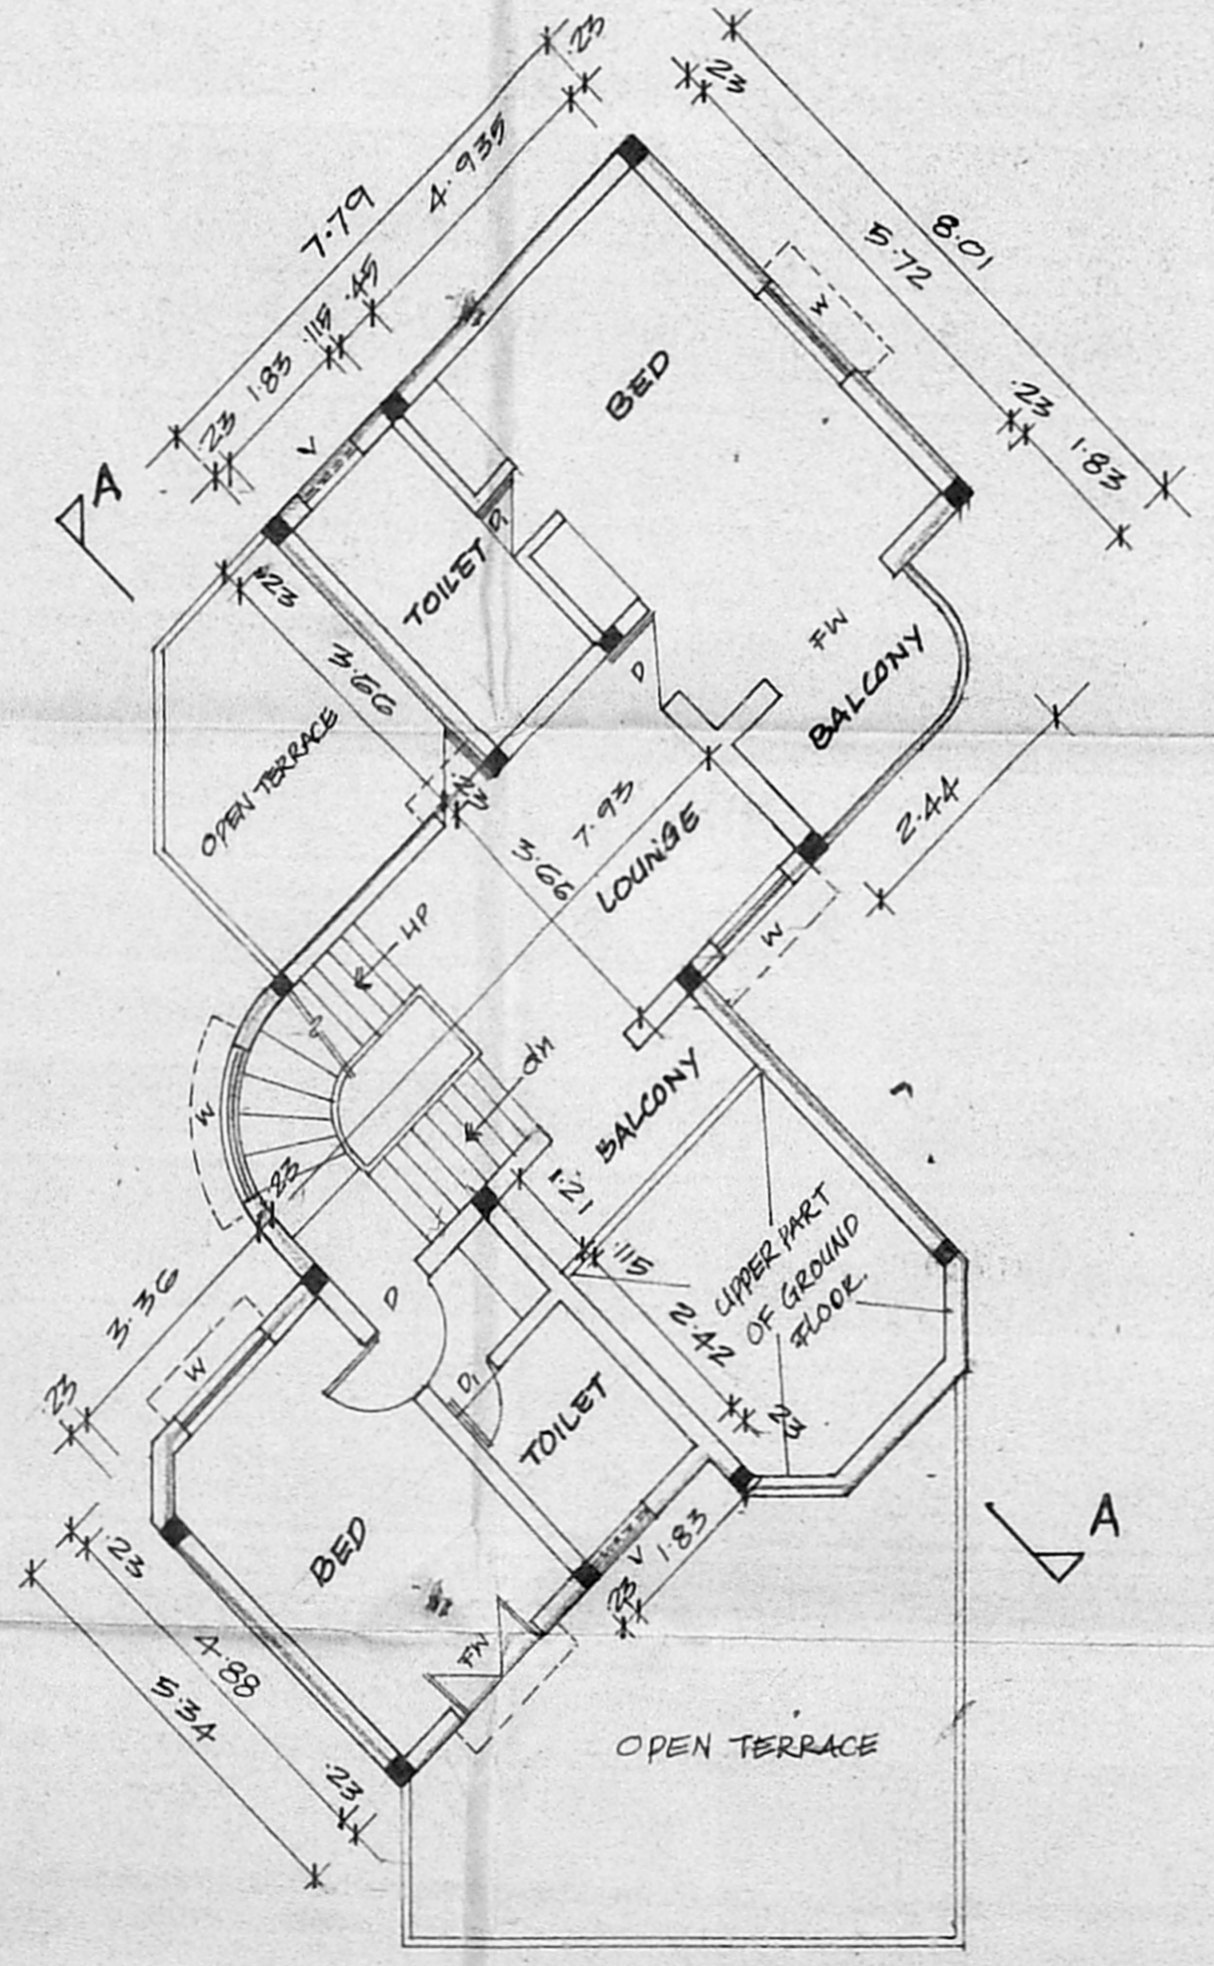 .23
.23
4.935
7.79
8.01
5.72
.45
.115
1.83
.23
W
BED
.23
1.83
V
A
D1
TOILET
.23
3.66
OPEN TERRACE
D
FW
BALCONY
.23
7.93
3.66
LOUNGE
2.44
W
UP
dn
W
BALCONY
.23
1.21
.115
UPPER PART
OF GROUND
FLOOR.
2.42
.23
3.36
D
W
.23
D1
TOILET
V
1.83
.23
A
BED
FW
.23
4.88
5.34
.23
OPEN TERRACE